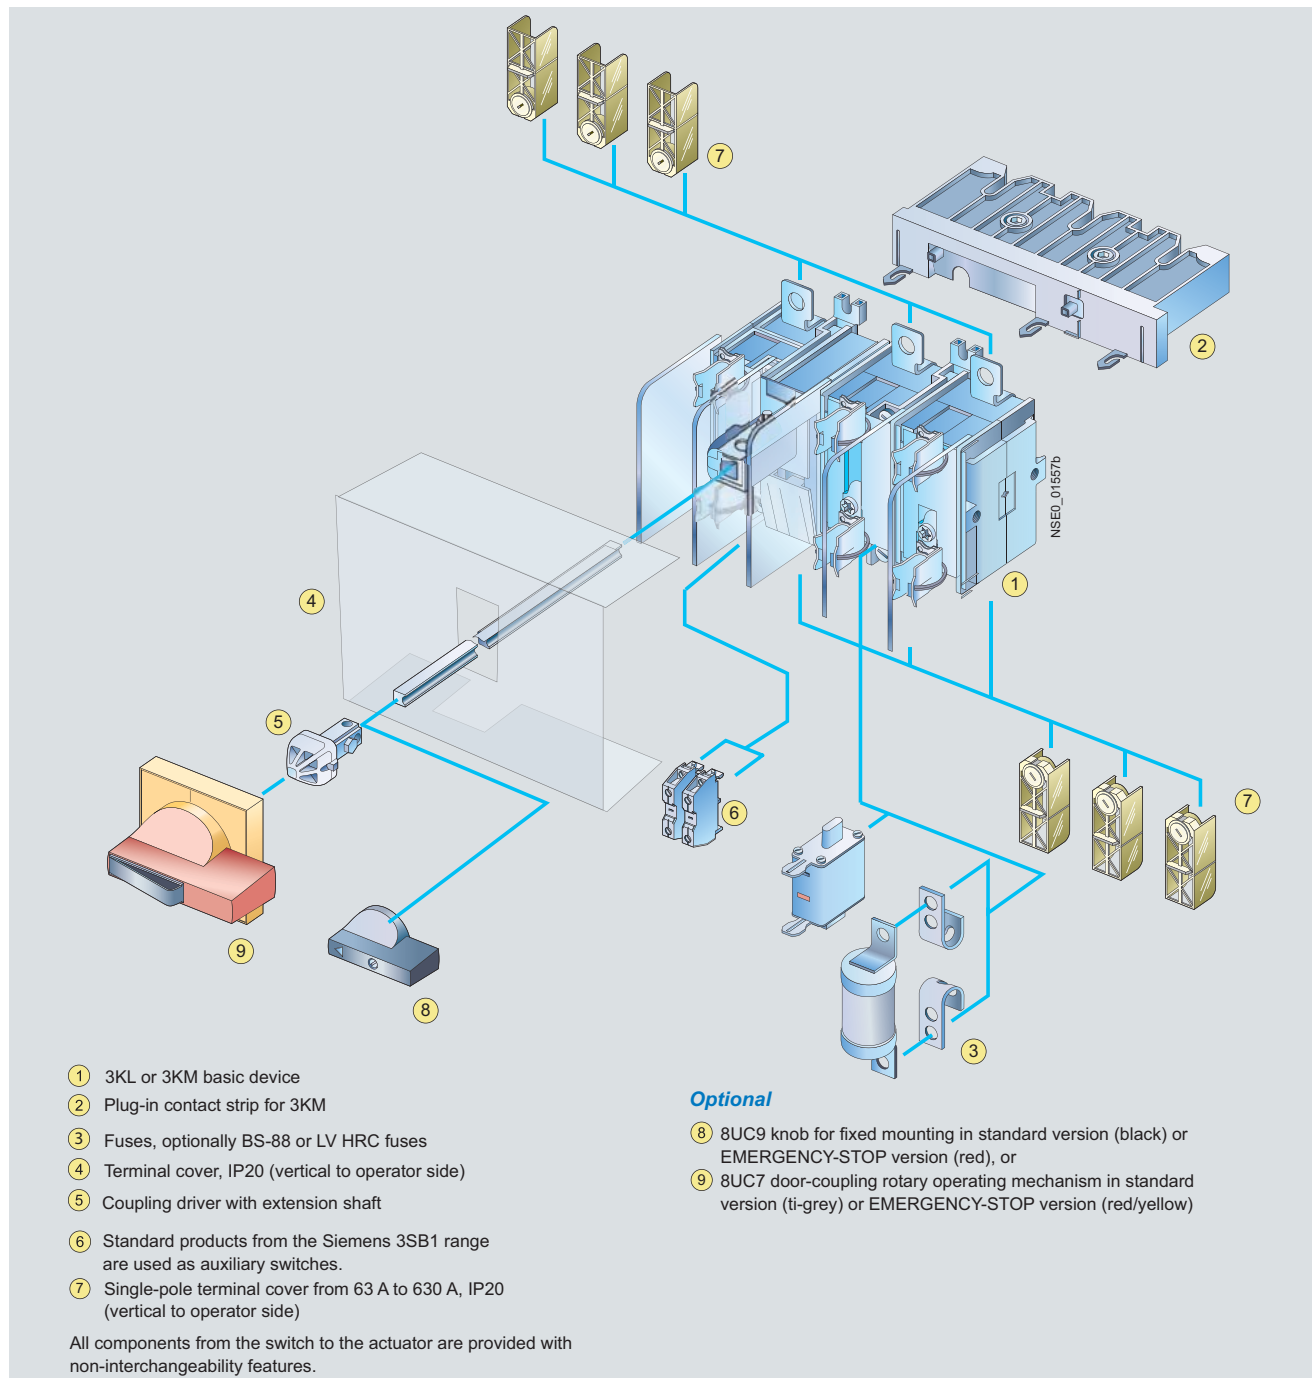 7
2
NSE0_01557b
1
4
5
6
7
9
8
3
1 3KL or 3KM basic device
2 Plug-in contact strip for 3KM
3 Fuses, optionally BS-88 or LV HRC fuses
4 Terminal cover, IP20 (vertical to operator side)
5 Coupling driver with extension shaft
6 Standard products from the Siemens 3SB1 range
are used as auxiliary switches.
7 Single-pole terminal cover from 63 A to 630 A, IP20
(vertical to operator side)
All components from the switch to the actuator are provided with
non-interchangeability features.
Optional
8 8UC9 knob for fixed mounting in standard version (black) or
EMERGENCY-STOP version (red), or
9 8UC7 door-coupling rotary operating mechanism in standard
version (ti-grey) or EMERGENCY-STOP version (red/yellow)